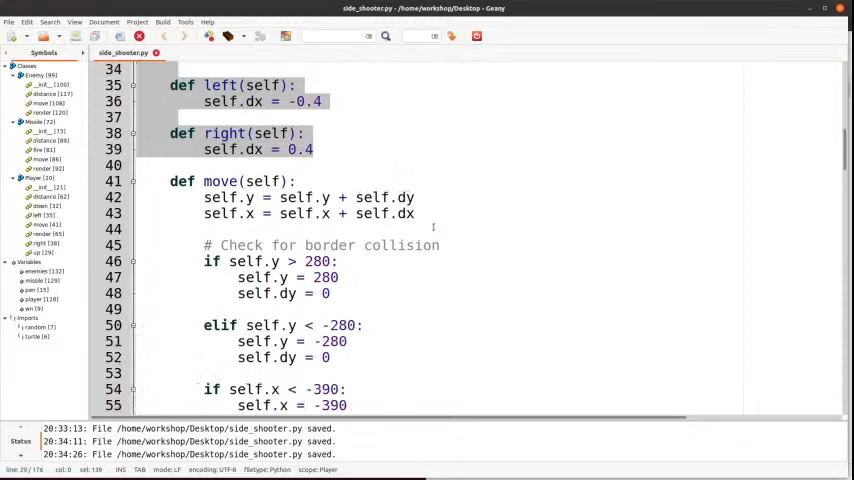 side_shooter.py - /home/workshop/Desktop - Geany
File Edit Search View Document Project Build Tools Help
Symbols
side_shooter.py
Classes
Enemy [99]
__init__ [100]
distance [117]
move [108]
render [120]
Missile [72]
__init__ [73]
distance [89]
fire [81]
move [86]
render [92]
Player [20]
__init__ [21]
distance [62]
down [32]
left [35]
move [41]
render [65]
right [38]
up [29]
Variables
enemies [132]
missile [129]
pen [15]
player [128]
wn [9]
Imports
random [7]
turtle [6]
34
35 def left(self):
36 self.dx = -0.4
37
38 def right(self):
39 self.dx = 0.4
40
41 def move(self):
42 self.y = self.y + self.dy
43 self.x = self.x + self.dx
44
45 # Check for border collision
46 if self.y > 280:
47 self.y = 280
48 self.dy = 0
49
50 elif self.y < -280:
51 self.y = -280
52 self.dy = 0
53
54 if self.x < -390:
55 self.x = -390
Status
20:33:13: File /home/workshop/Desktop/side_shooter.py saved.
20:34:11: File /home/workshop/Desktop/side_shooter.py saved.
20:34:26: File /home/workshop/Desktop/side_shooter.py saved.
line: 29 / 176 col: 0 sel: 139 INS TAB mode: LF encoding: UTF-8 filetype: Python scope: Player